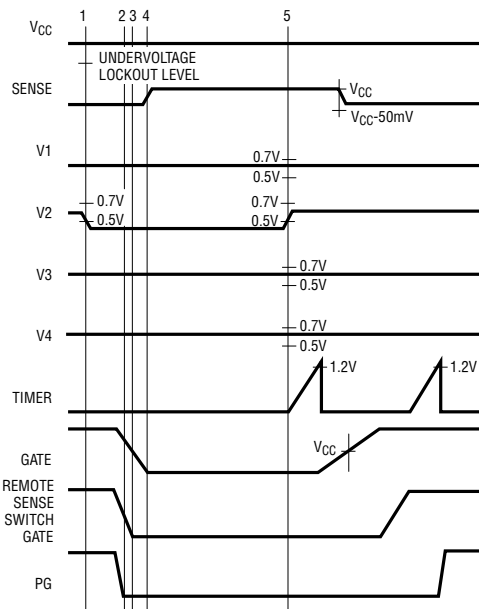 1 2 3 4 5
VCC
UNDERVOLTAGE
LOCKOUT LEVEL
SENSE
VCC
VCC-50mV
V1
0.7V
0.5V
V2
0.7V
0.5V
0.7V
0.5V
V3
0.7V
0.5V
V4
0.7V
0.5V
TIMER
1.2V
1.2V
GATE
VCC
REMOTE
SENSE
SWITCH
GATE
PG